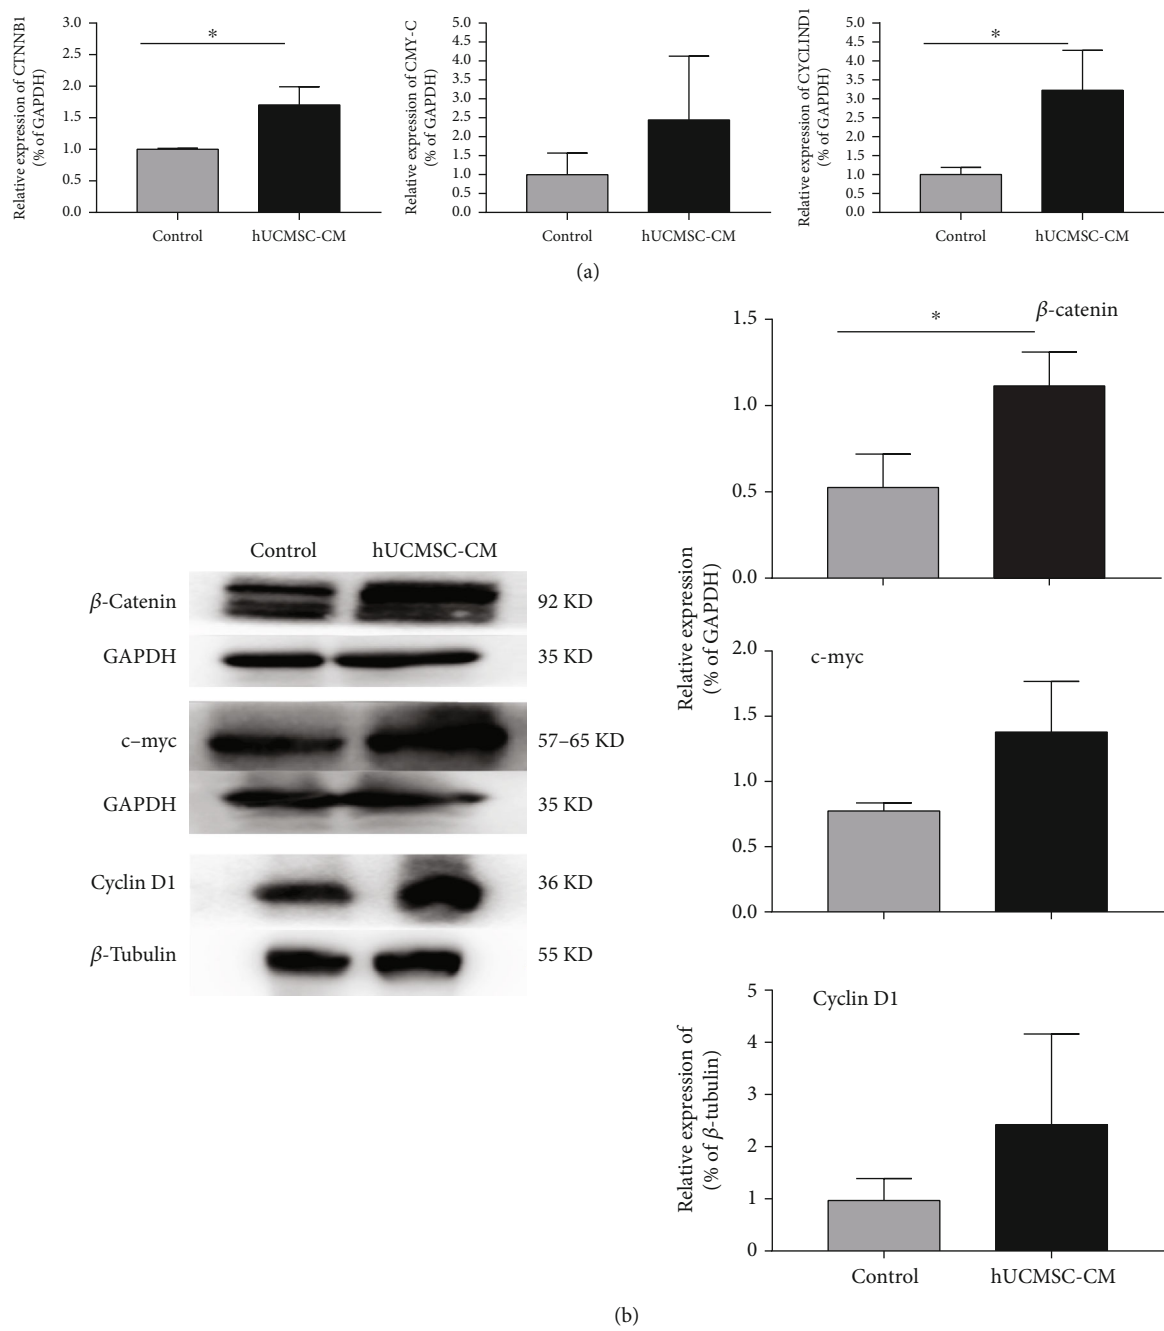 Relative expression of CTNNB1
(% of GAPDH)
3.0
2.5
2.0
1.5
1.0
0.5
0.0
*
Control
hUCMSC-CM
Relative expression of CMY-C
(% of GAPDH)
5.0
4.5
4.0
3.5
3.0
2.5
2.0
1.5
1.0
0.5
0.0
Control
hUCMSC-CM
Relative expression of CYCLIND1
(% of GAPDH)
5.0
4.5
4.0
3.5
3.0
2.5
2.0
1.5
1.0
0.5
0.0
*
Control
hUCMSC-CM
(a)
Control
hUCMSC-CM
β-Catenin
92 KD
GAPDH
35 KD
c–myc
57–65 KD
GAPDH
35 KD
Cyclin D1
36 KD
β-Tubulin
55 KD
Relative expression
(% of GAPDH)
β-catenin
*
1.5
1.0
0.5
0.0
c-myc
2.0
1.5
1.0
0.5
0.0
Relative expression of
(% of β-tubulin)
Cyclin D1
5
4
3
2
1
0
Control
hUCMSC-CM
(b)